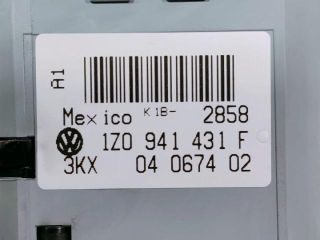 A1
Mexico K1B- 2858
1Z0 941 431 F
3KX 04 0674 02